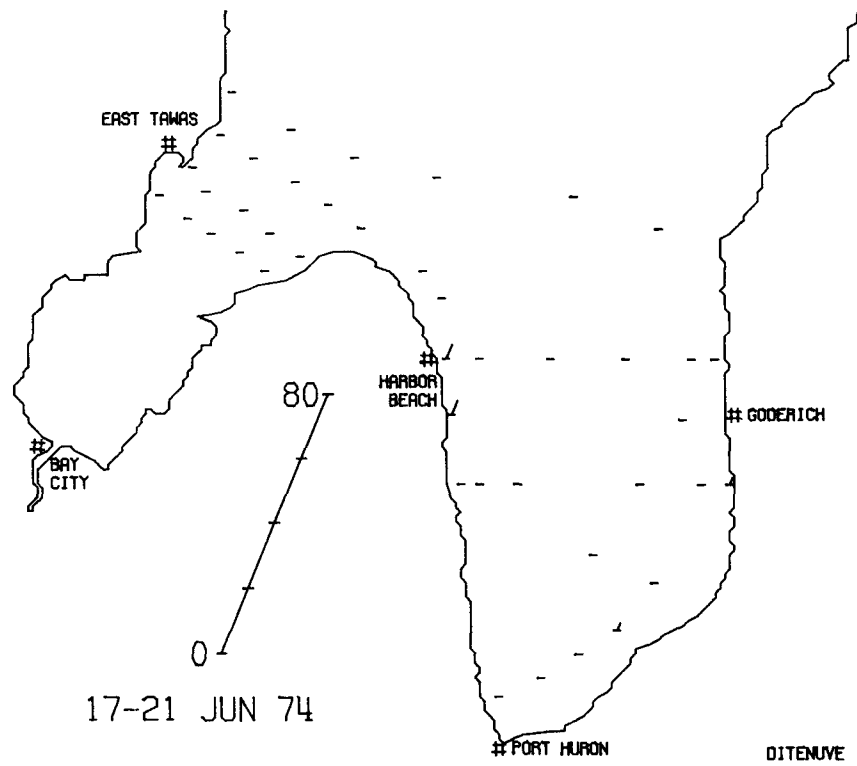 EAST TAWAS
HARBOR
BEACH
80
GODERICH
BAY
CITY
0
17-21 JUN 74
PORT HURON
DITENUVE